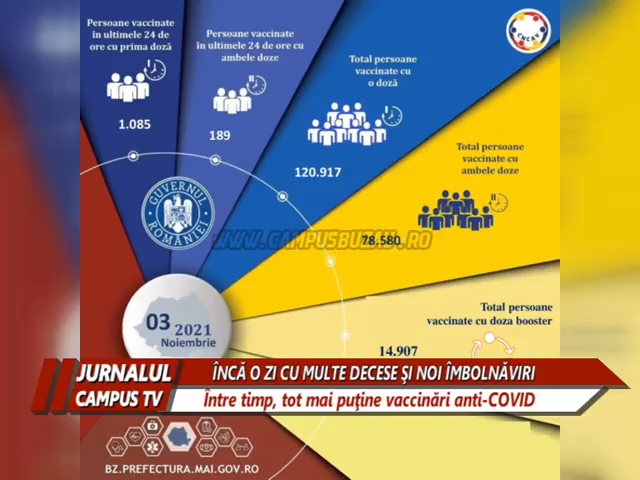 Persoane vaccinate
în ultimele 24 de
ore cu prima doză
1.085
Persoane vaccinate
în ultimele 24 de ore cu
ambele doze
189
Total persoane
vaccinate cu
o doză
120.917
Total persoane
vaccinate cu
ambele doze
78.580
Total persoane
vaccinate cu doza booster
14.907
CNCAV
GUVERNUL
ROMÂNIEI
WWW.CAMPUSBUZAU.RO
03 2021
Noiembrie
JURNALUL
CAMPUS TV
ÎNCĂ O ZI CU MULTE DECESE ŞI NOI ÎMBOLNĂVIRI
Între timp, tot mai puţine vaccinări anti-COVID
BZ.PREFECTURA.MAI.GOV.RO